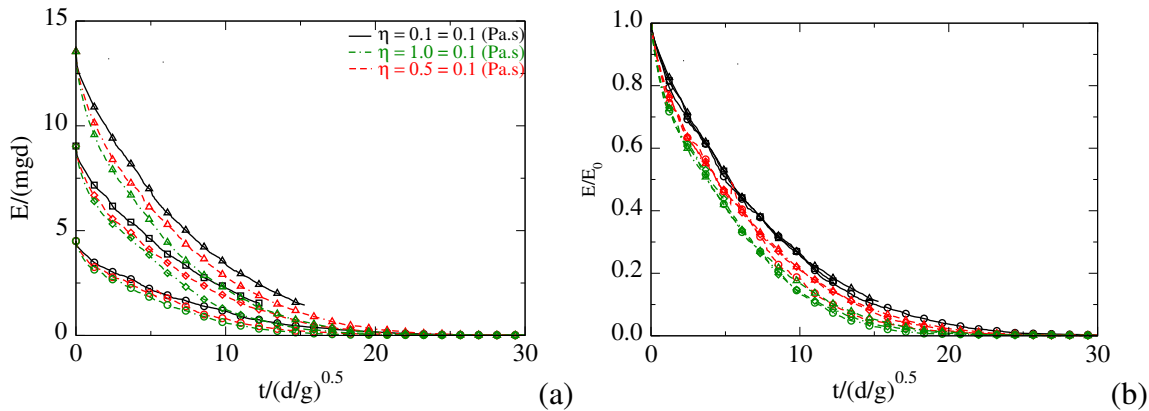 15
10
5
0
E/(mgd)
η = 0.1 = 0.1 (Pa.s)
η = 1.0 = 0.1 (Pa.s)
η = 0.5 = 0.1 (Pa.s)
0 10 20 30
t/(d/g)^0.5
(a)
1.0
0.8
0.6
0.4
0.2
0.0
E/E_0
0 10 20 30
t/(d/g)^0.5
(b)